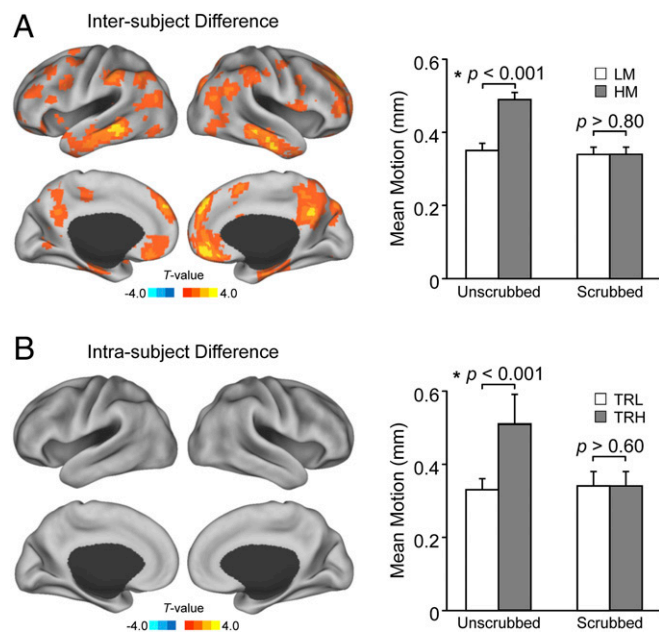 A
Inter-subject Difference
T-value
-4.0 4.0
Mean Motion (mm)
0.6
0.4
0.2
0
* p < 0.001
p > 0.80
LM
HM
Unscrubbed Scrubbed
B
Intra-subject Difference
T-value
-4.0 4.0
Mean Motion (mm)
0.6
0.4
0.2
0
* p < 0.001
p > 0.60
TRL
TRH
Unscrubbed Scrubbed